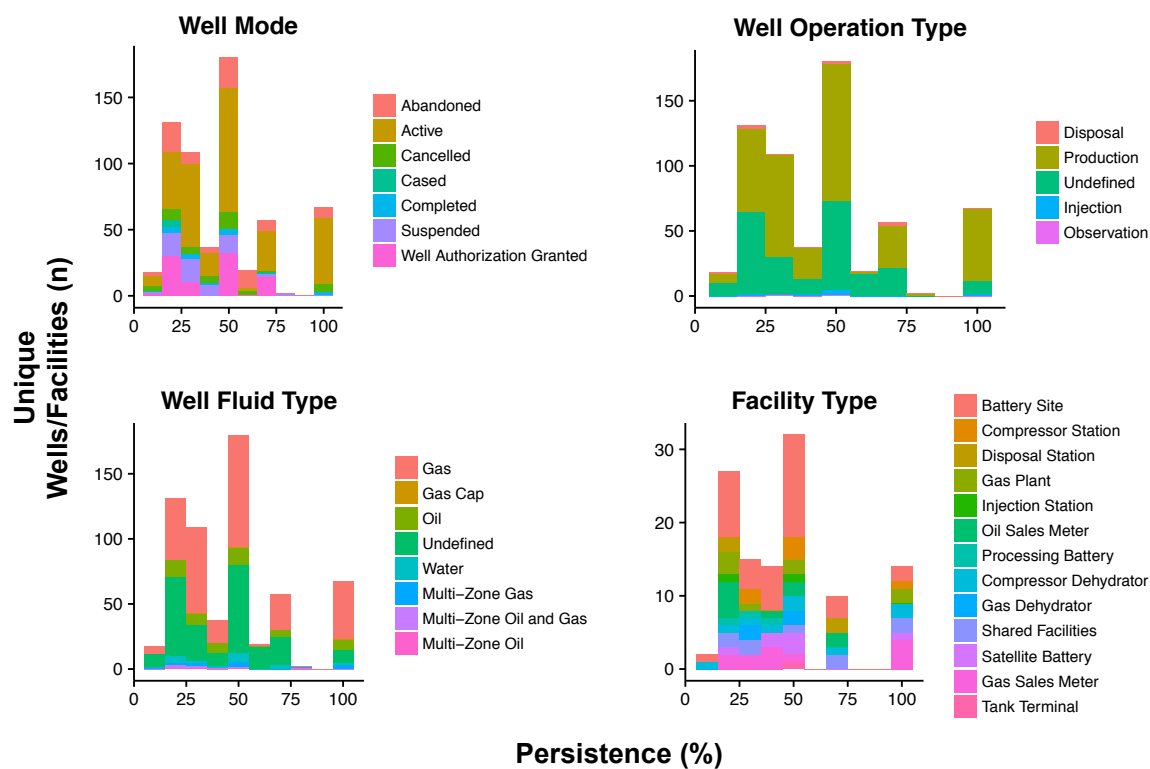 Well Mode
150
100
50
0
0
25
50
75
100
Abandoned
Active
Cancelled
Cased
Completed
Suspended
Well Authorization Granted
Well Operation Type
150
100
50
0
0
25
50
75
100
Disposal
Production
Undefined
Injection
Observation
Unique
Wells/Facilities (n)
Well Fluid Type
150
100
50
0
0
25
50
75
100
Gas
Gas Cap
Oil
Undefined
Water
Multi−Zone Gas
Multi−Zone Oil and Gas
Multi−Zone Oil
Facility Type
30
20
10
0
0
25
50
75
100
Battery Site
Compressor Station
Disposal Station
Gas Plant
Injection Station
Oil Sales Meter
Processing Battery
Compressor Dehydrator
Gas Dehydrator
Shared Facilities
Satellite Battery
Gas Sales Meter
Tank Terminal
Persistence (%)